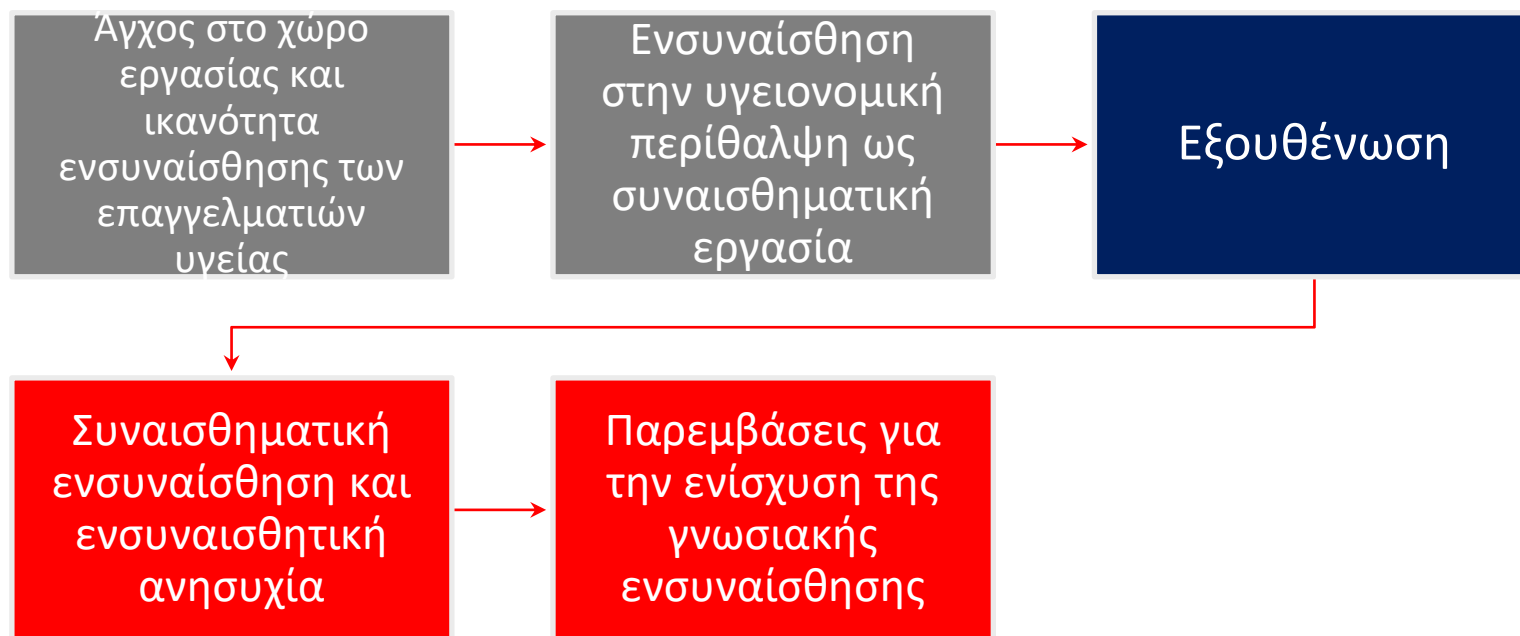 Άγχος στο χώρο
εργασίας και
ικανότητα
ενσυναίσθησης των
επαγγελματιών
υγείας
Ενσυναίσθηση
στην υγειονομική
περίθαλψη ως
συναισθηματική
εργασία
Εξουθένωση
Συναισθηματική
ενσυναίσθηση και
ενσυναισθητική
ανησυχία
Παρεμβάσεις για
την ενίσχυση της
γνωσιακής
ενσυναίσθησης